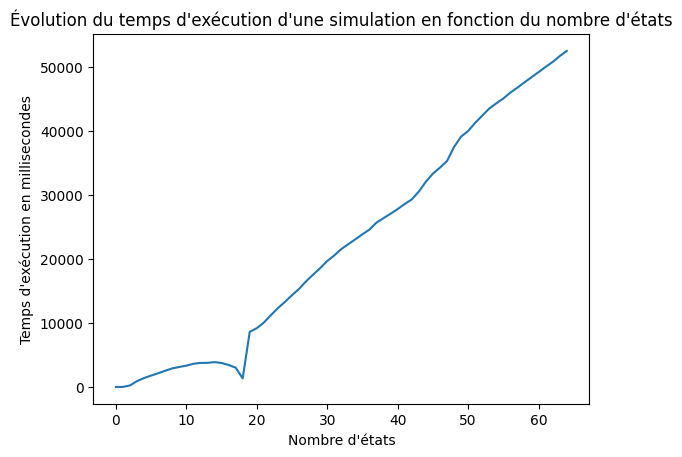 Évolution du temps d'exécution d'une simulation en fonction du nombre d'états
Temps d'exécution en millisecondes
50000
40000
30000
20000
10000
0
0 10 20 30 40 50 60
Nombre d'états